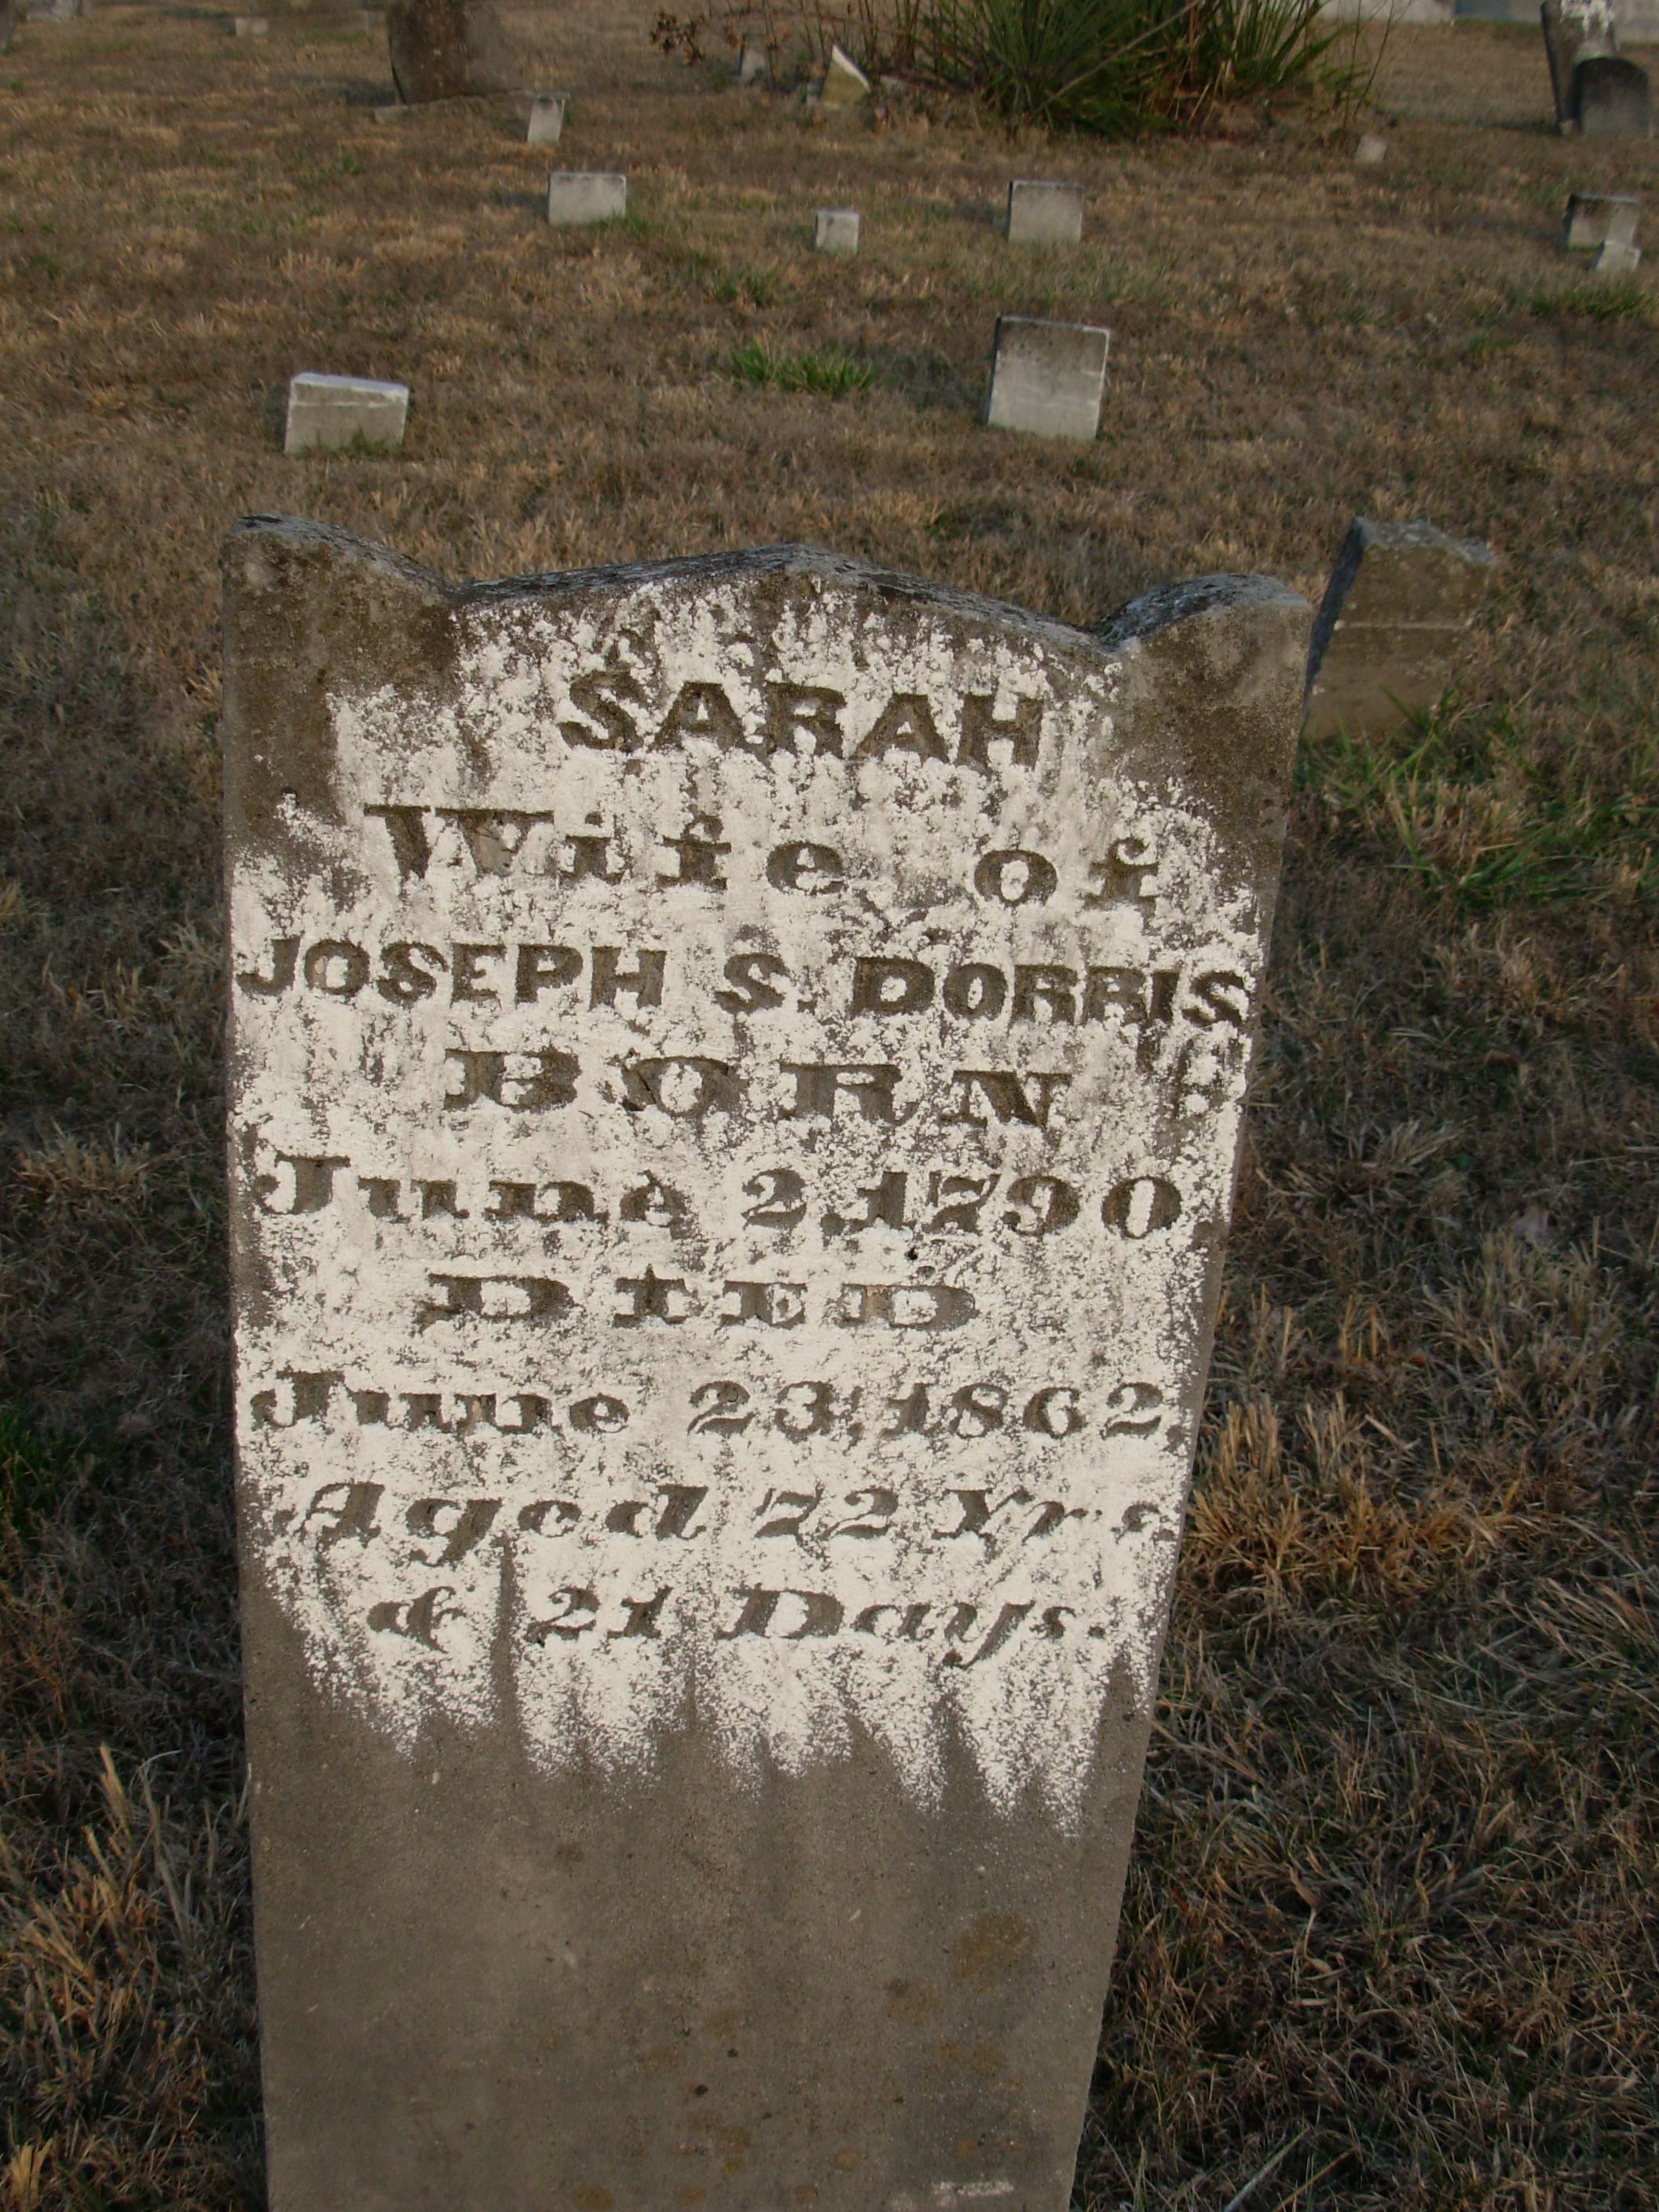 SARAH
Wife of
JOSEPH S. DORRIS
BORN
June 2, 1790
DIED
June 23, 1862,
Aged 72 Yrs
& 21 Days.